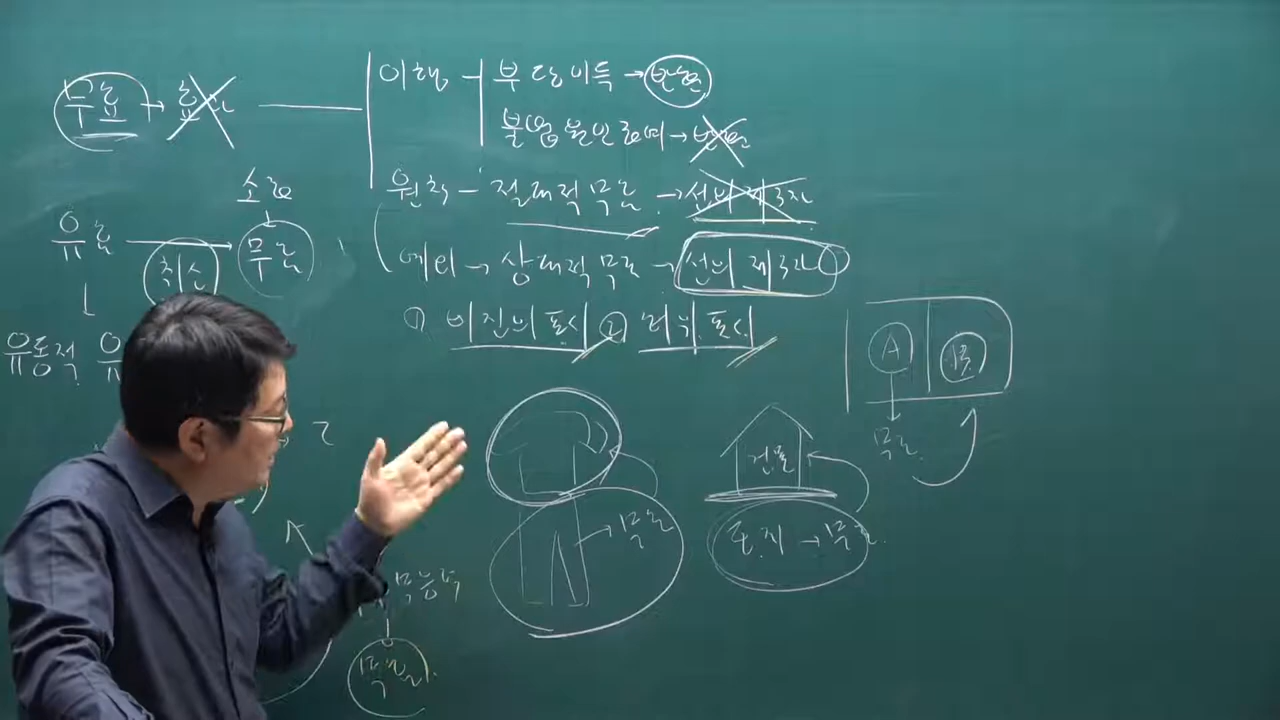 무효 → 효과
이행 부당이득 → 반환
불법원인급여 → 반환
원칙 - 절대적 무효 → 선의 제3자
소급
유효 → 무효
취소
예외 → 상대적 무효 → 선의 제3자
① 비진의 표시 ② 허위 표시
유동적
A
건물
무효
→ 무효
토지 → 무효
무효